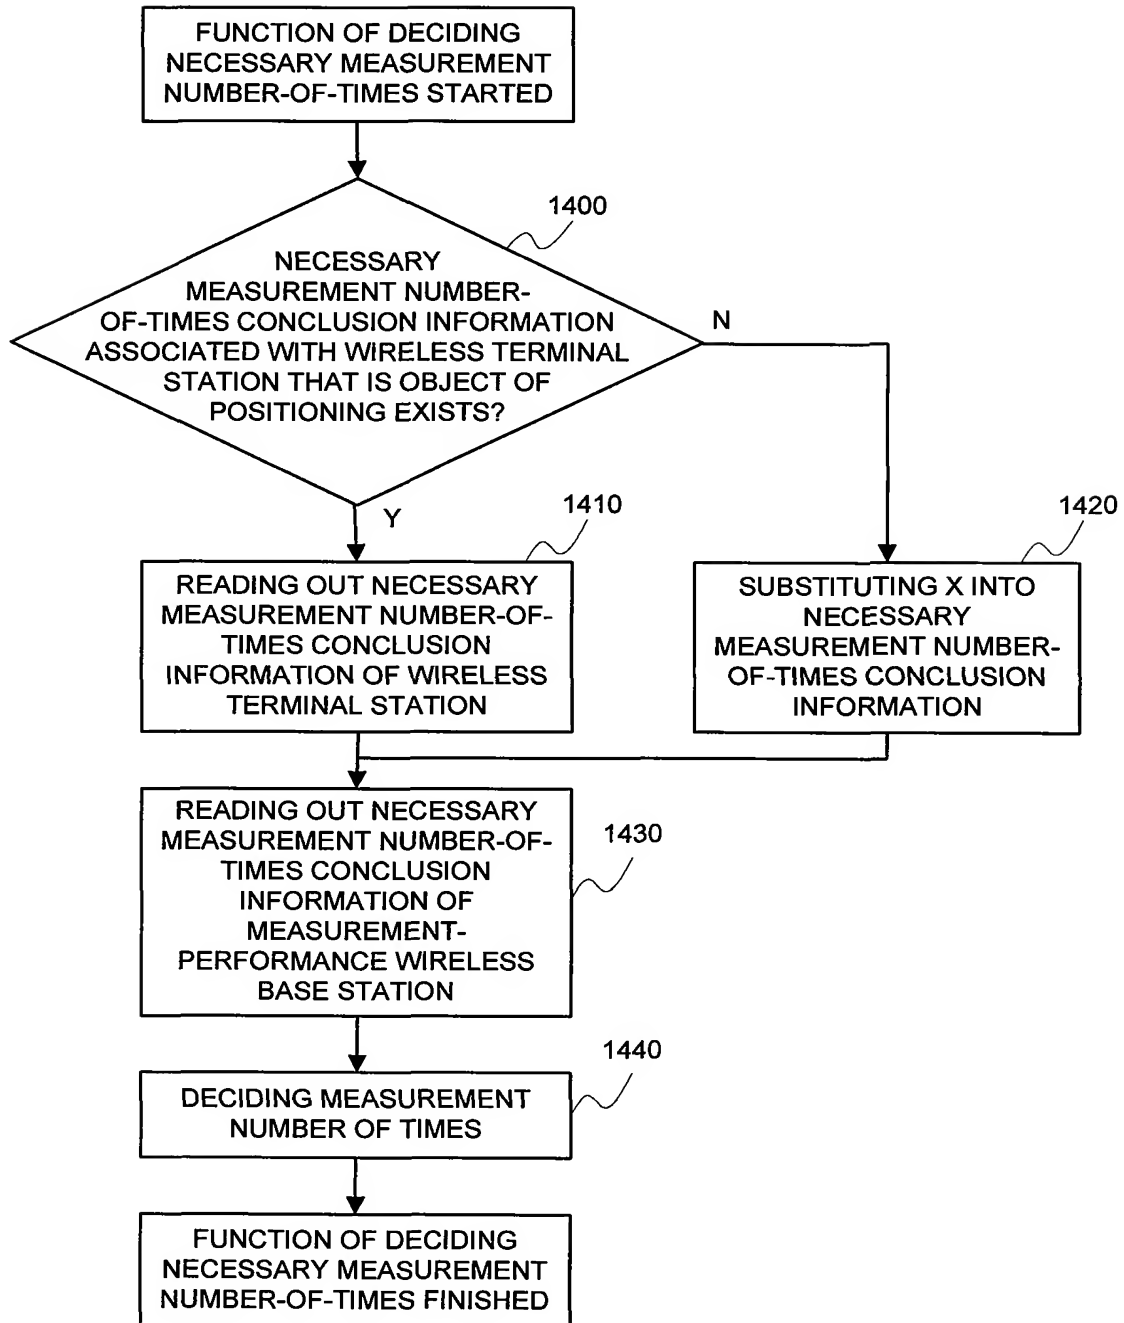 FUNCTION OF DECIDING
NECESSARY MEASUREMENT
NUMBER-OF-TIMES STARTED
1400
NECESSARY
MEASUREMENT NUMBER-
OF-TIMES CONCLUSION INFORMATION
ASSOCIATED WITH WIRELESS TERMINAL
STATION THAT IS OBJECT OF
POSITIONING EXISTS?
N
Y
1410
READING OUT NECESSARY
MEASUREMENT NUMBER-OF-
TIMES CONCLUSION
INFORMATION OF WIRELESS
TERMINAL STATION
1420
SUBSTITUTING X INTO
NECESSARY
MEASUREMENT NUMBER-
OF-TIMES CONCLUSION
INFORMATION
READING OUT NECESSARY
MEASUREMENT NUMBER-OF-
TIMES CONCLUSION
INFORMATION OF
MEASUREMENT-
PERFORMANCE WIRELESS
BASE STATION
1430
1440
DECIDING MEASUREMENT
NUMBER OF TIMES
FUNCTION OF DECIDING
NECESSARY MEASUREMENT
NUMBER-OF-TIMES FINISHED